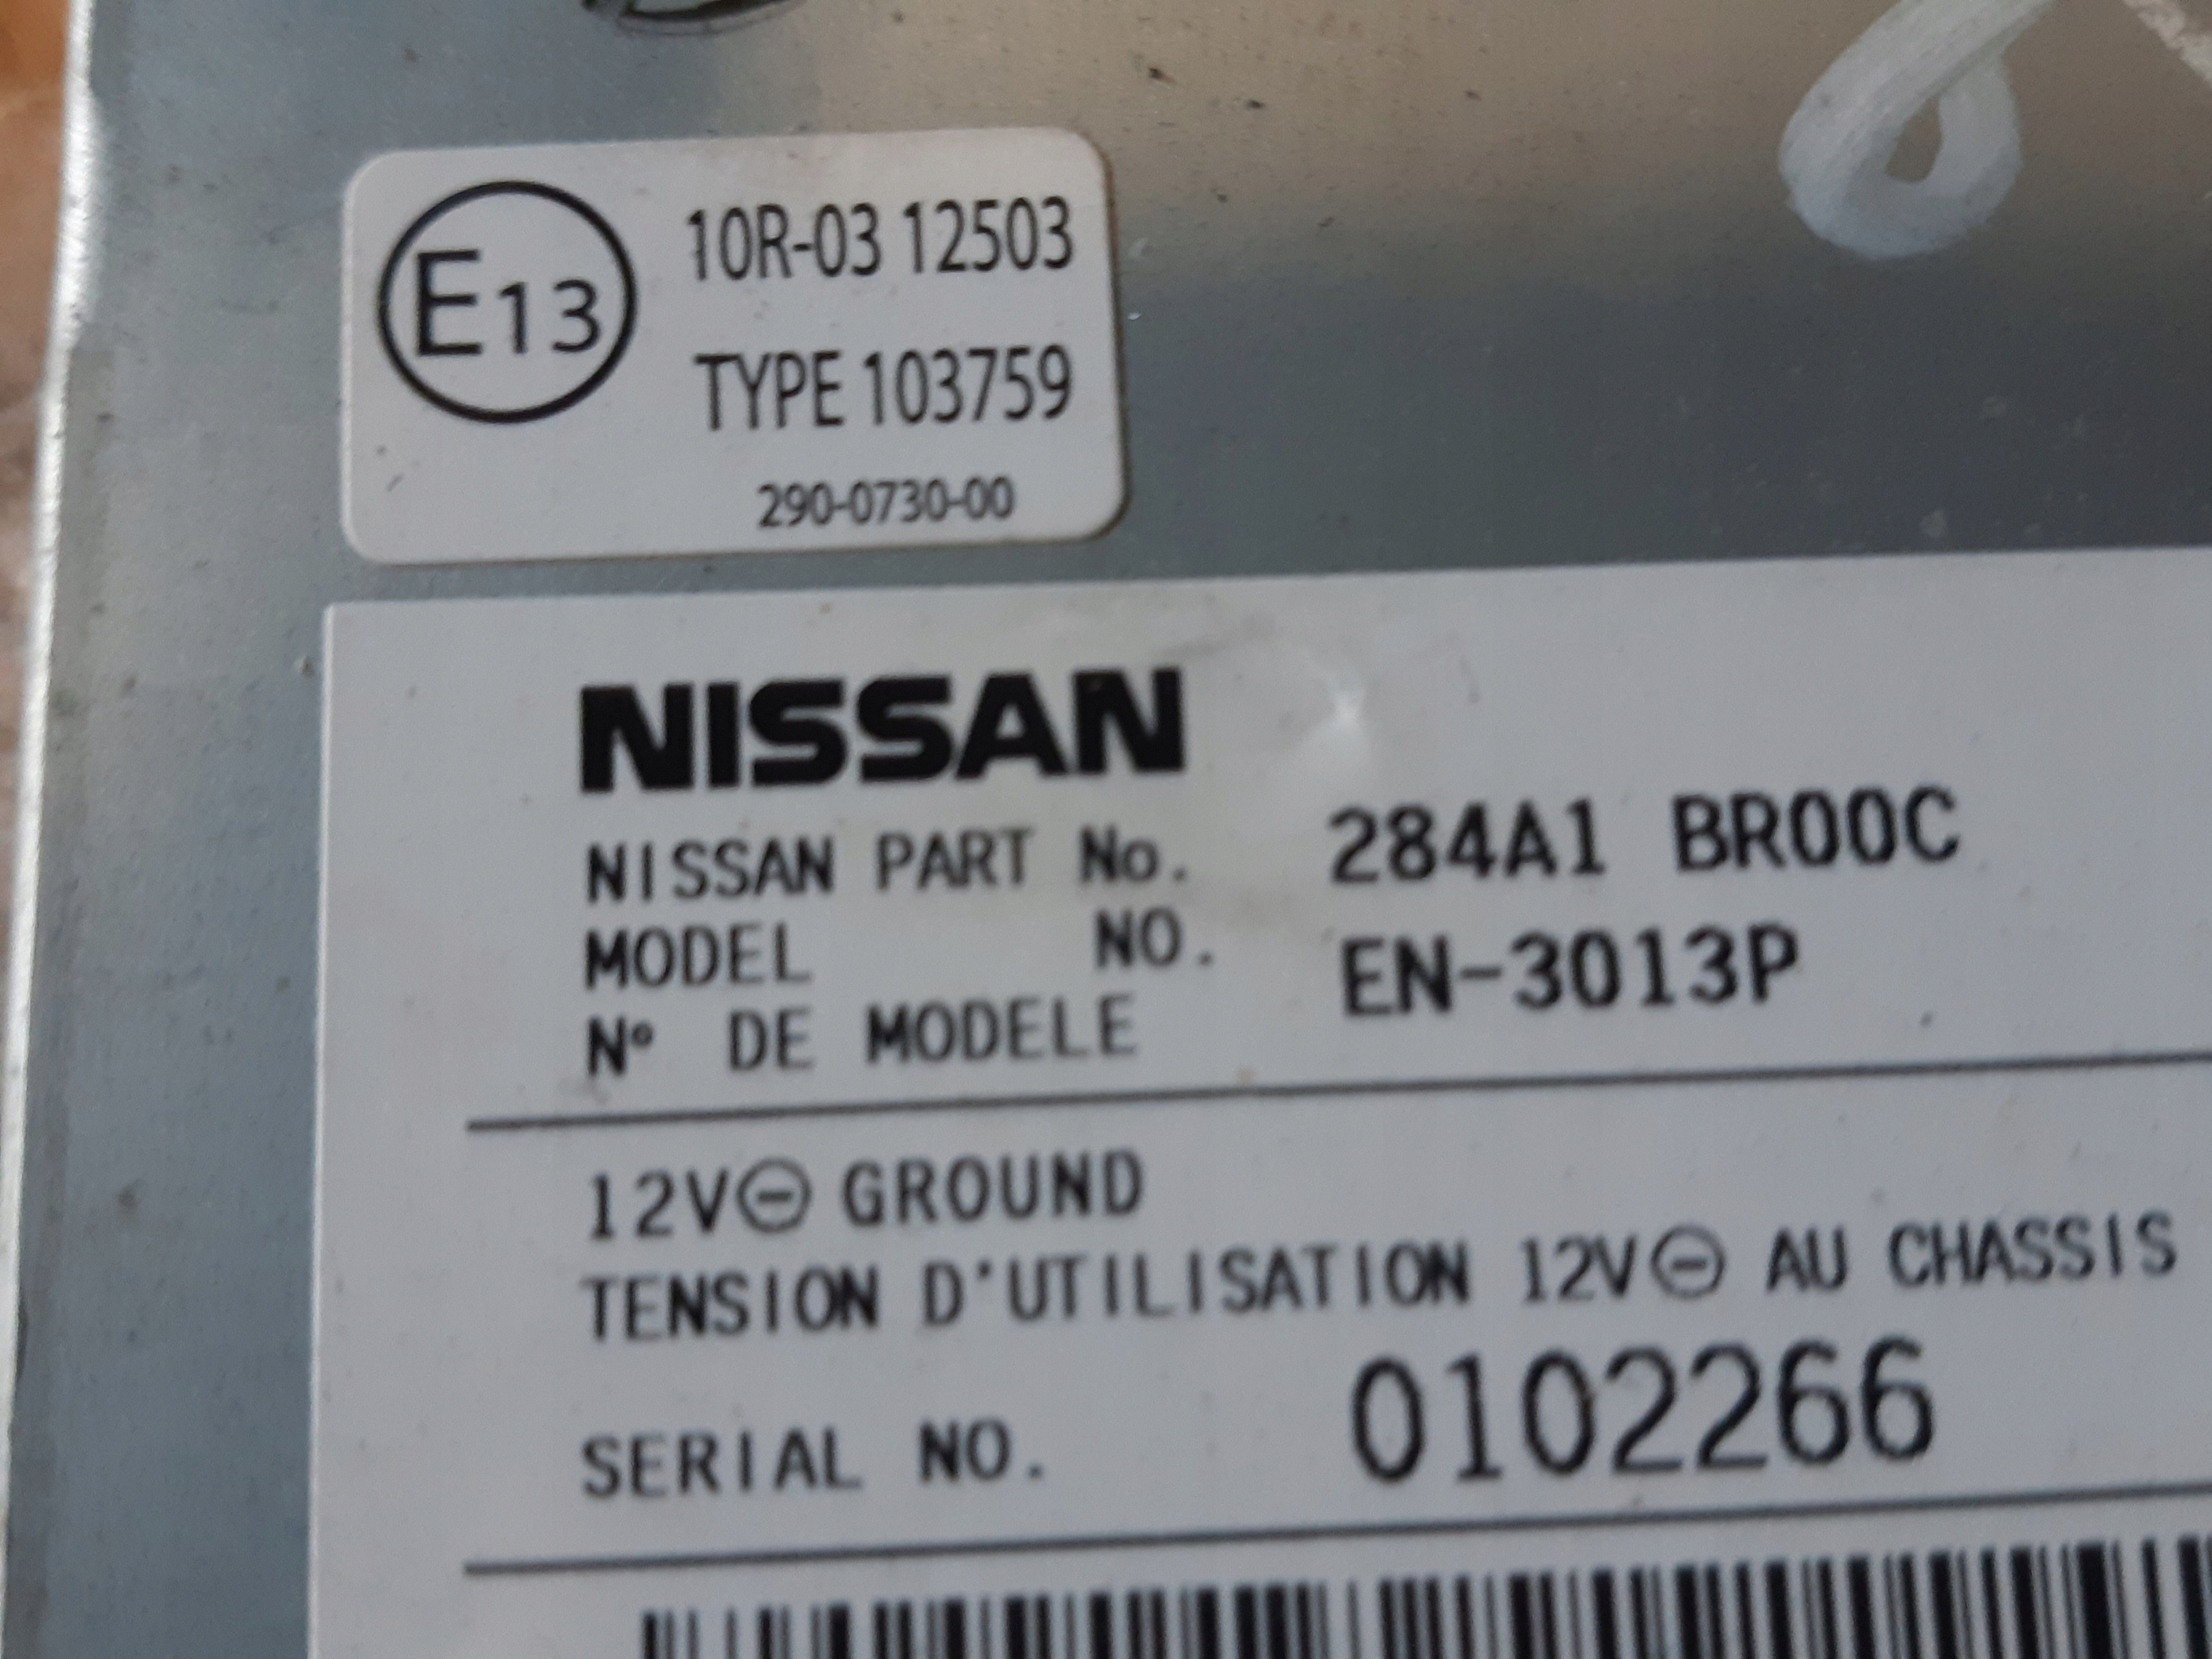 E13
10R-03 12503
TYPE 103759
290-0730-00
NISSAN
NISSAN PART No. 284A1 BR00C
MODEL NO. EN-3013P
Nº DE MODELE
12V⊖ GROUND
TENSION D'UTILISATION 12V⊖ AU CHASSIS
SERIAL NO. 0102266